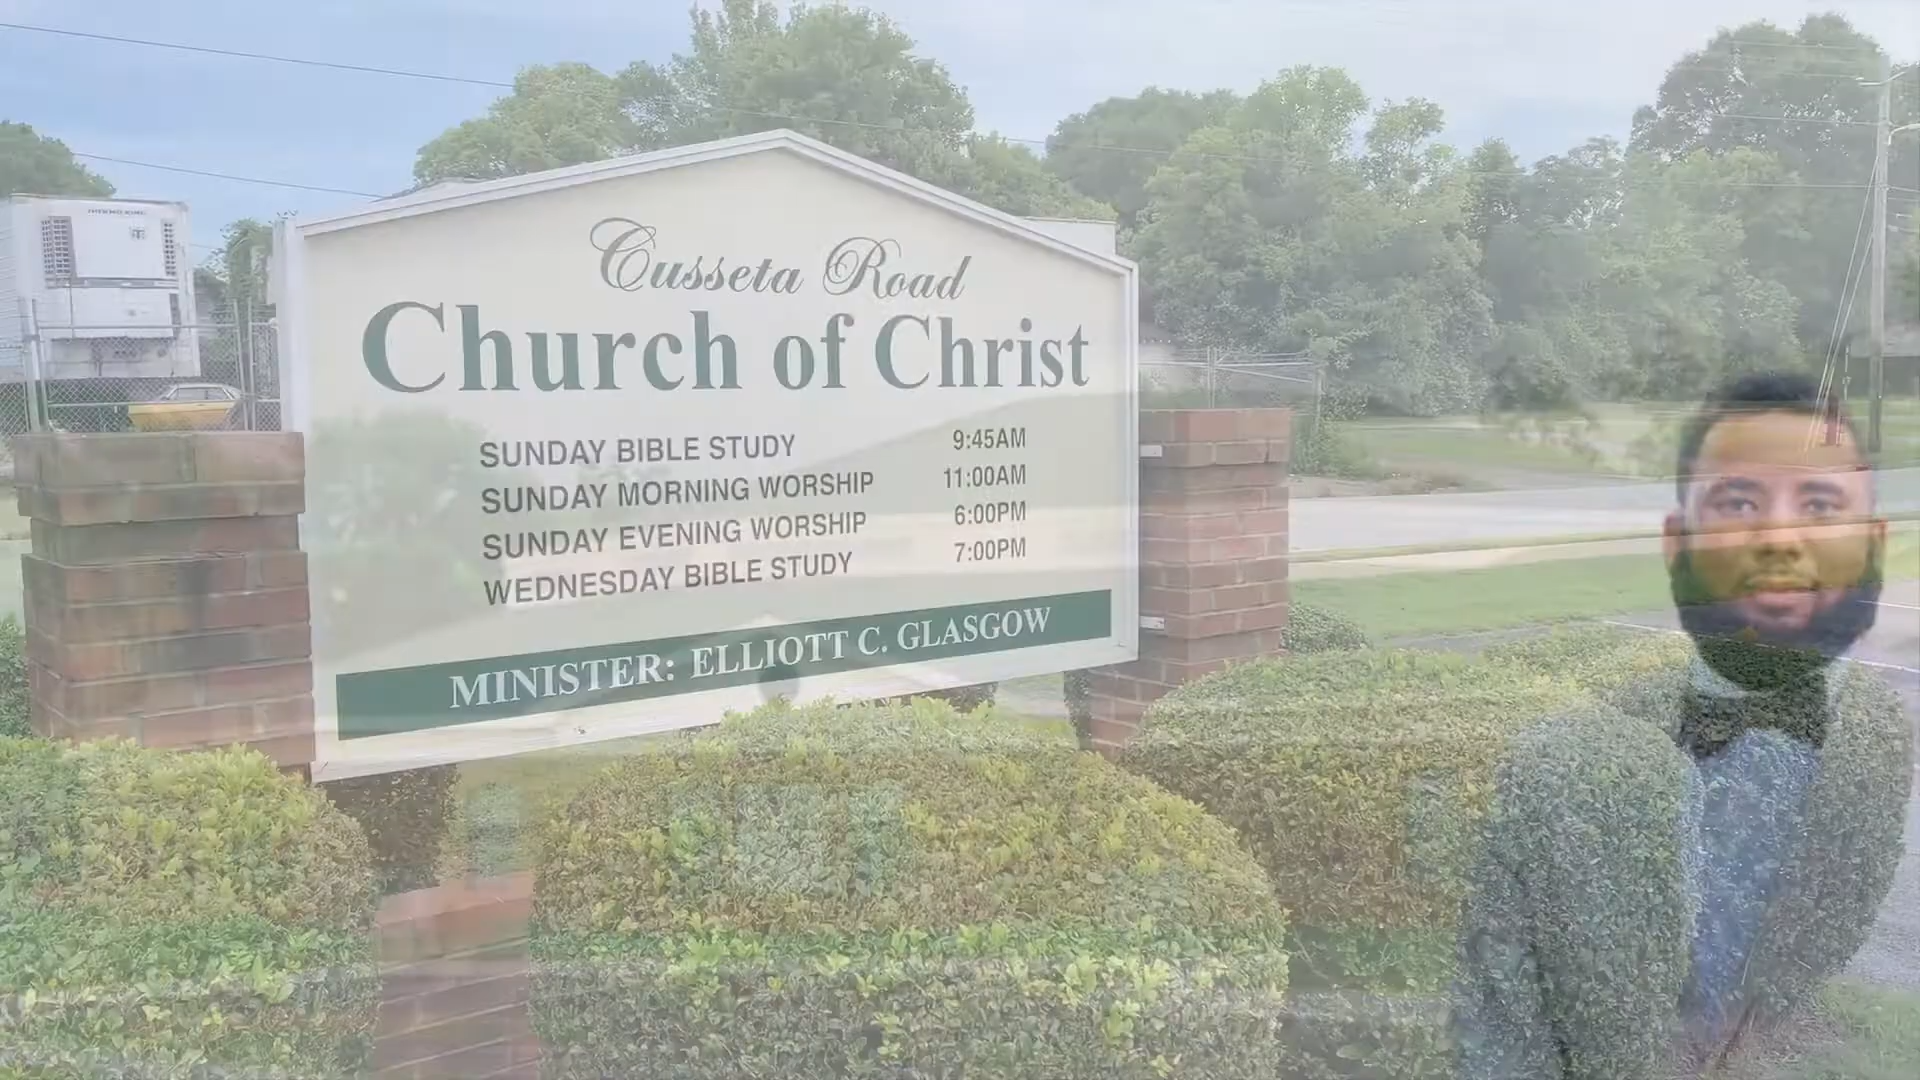 Cusseta Road
Church of Christ
SUNDAY BIBLE STUDY 9:45AM
SUNDAY MORNING WORSHIP 11:00AM
SUNDAY EVENING WORSHIP 6:00PM
WEDNESDAY BIBLE STUDY 7:00PM
MINISTER: ELLIOTT C. GLASGOW